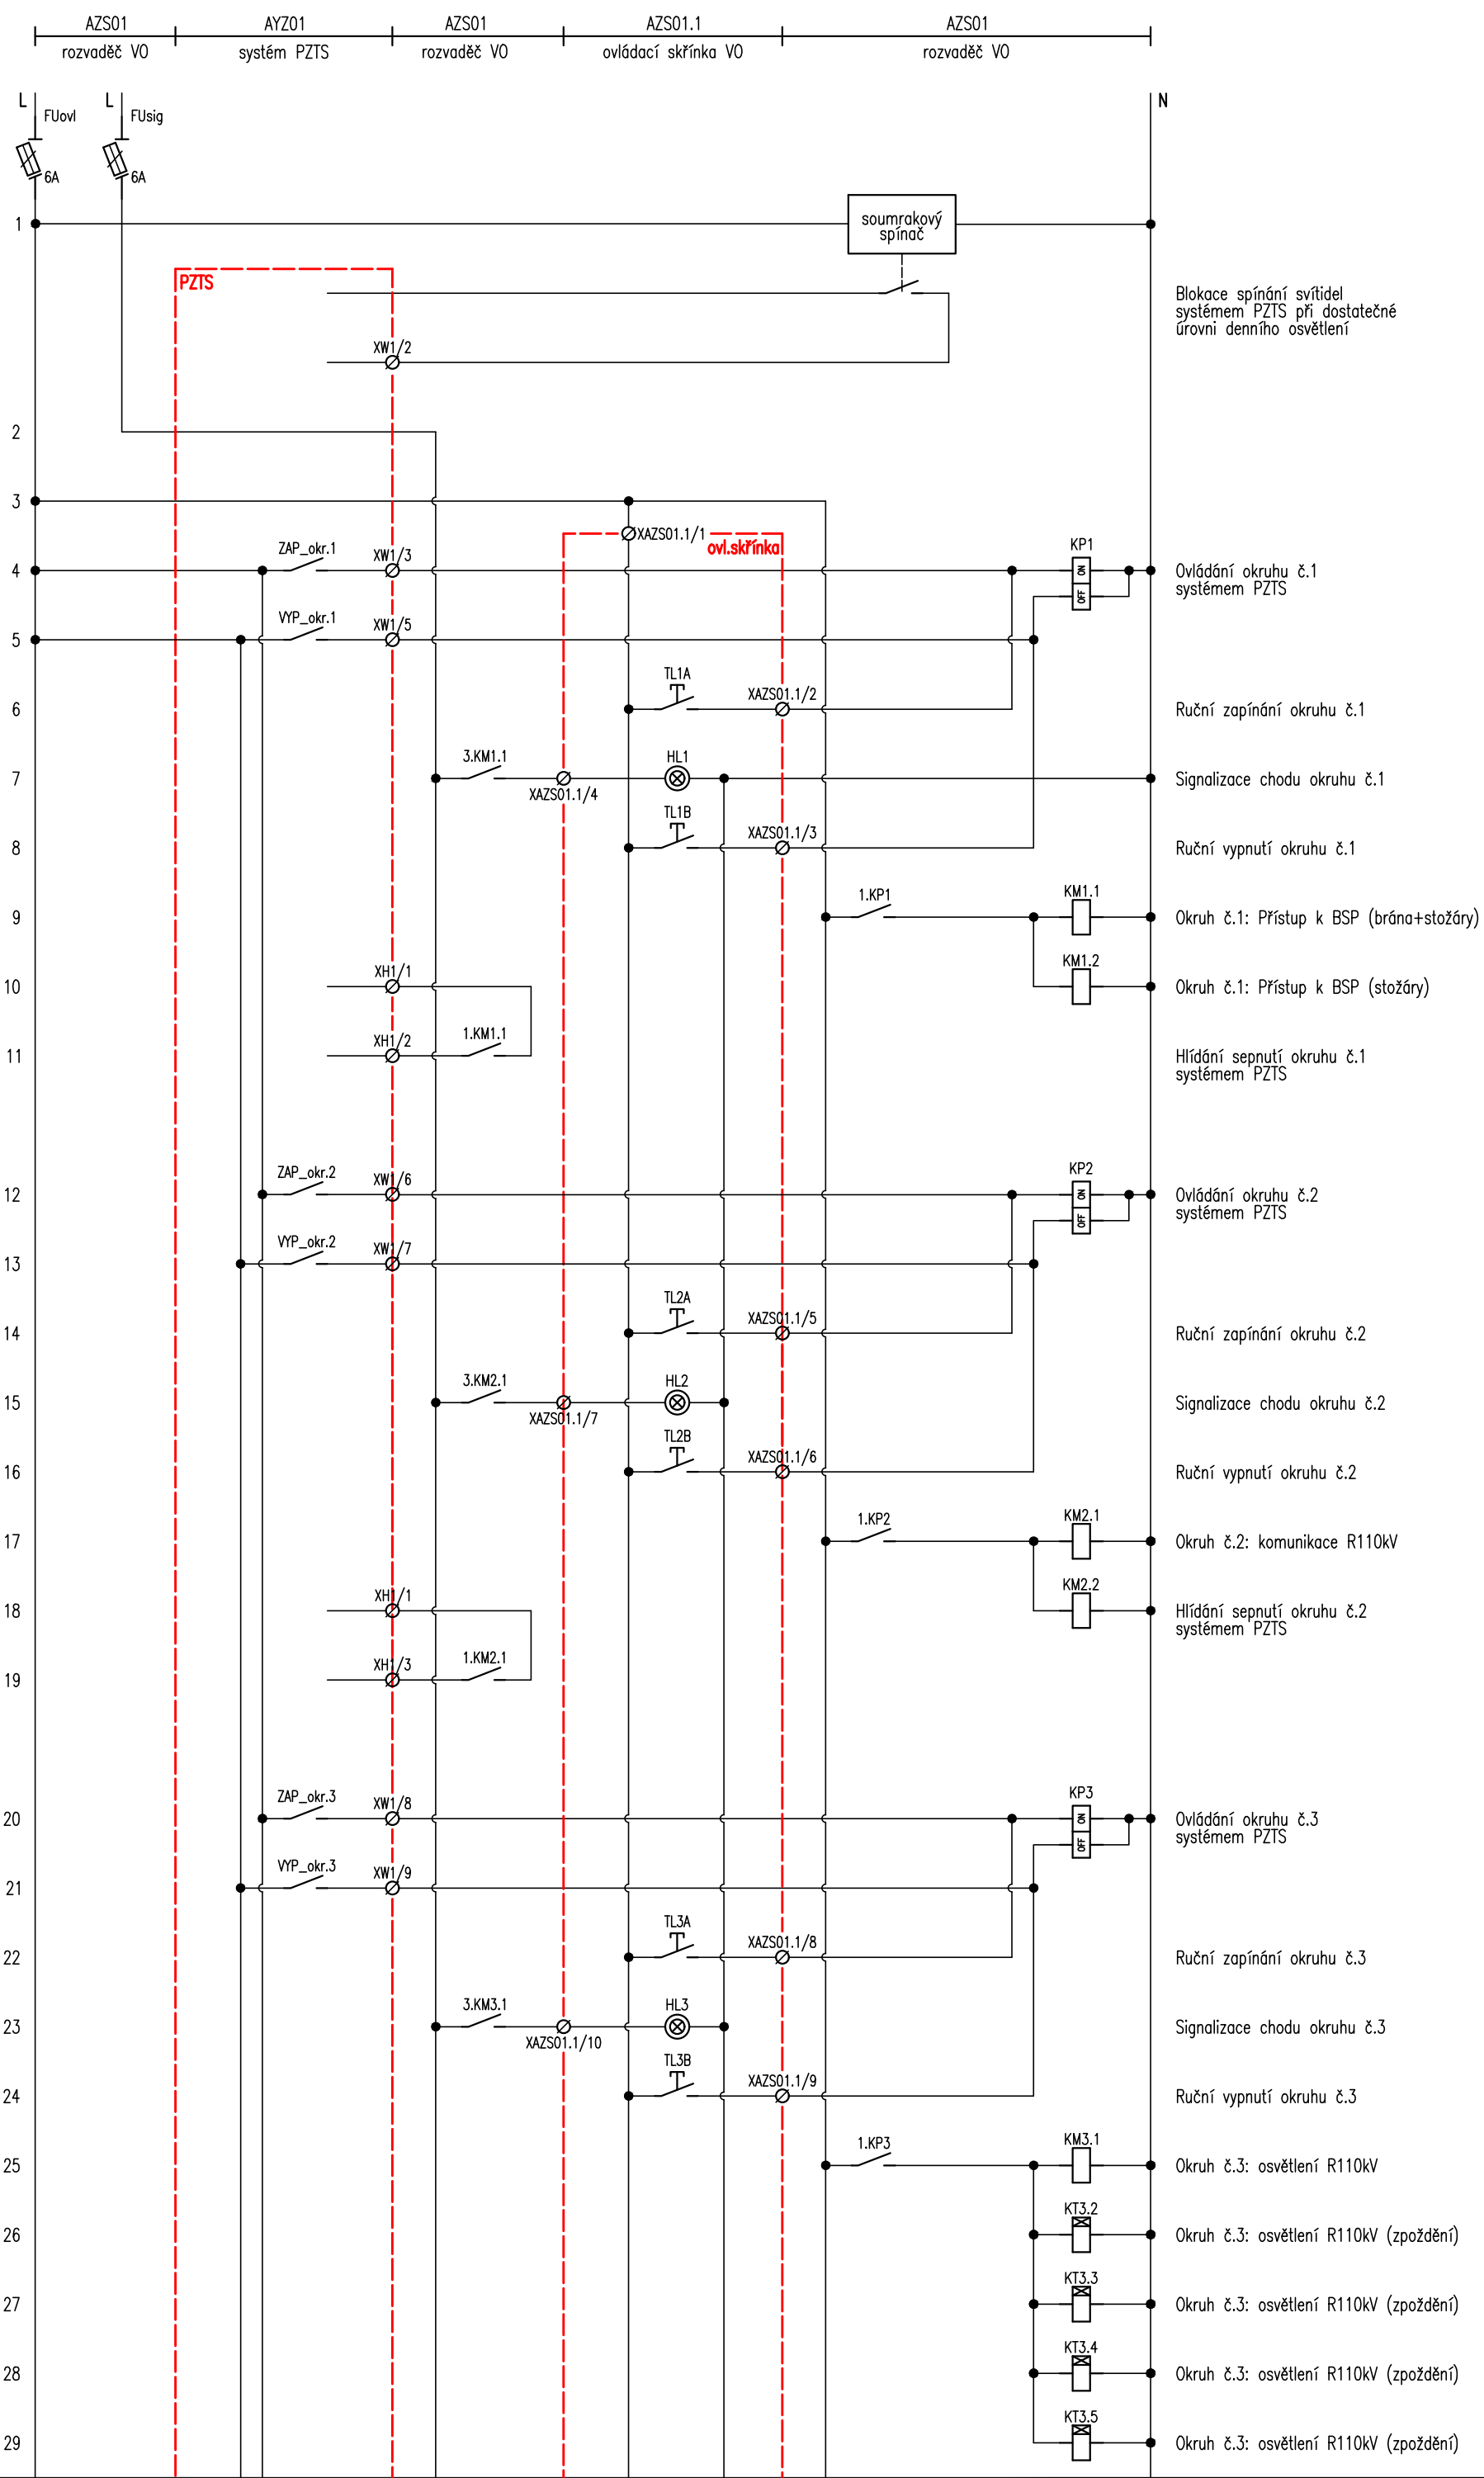 AZS01 AYZ01 AZS01 AZS01.1 AZS01
rozvaděč VO systém PZTS rozvaděč VO ovládací skřínka VO rozvaděč VO
L L N
FUovl FUsig
6A 6A
1
soumrakový
spínač
PZTS
Blokace spínání svítidel
systémem PZTS při dostatečné
úrovni denního osvětlení
XW1/2
2
3
XAZS01.1/1
ovl.skřínka
4 ZAP_okr.1 XW1/3 KP1 ON OFF
Ovládání okruhu č.1
systémem PZTS
5 VYP_okr.1 XW1/5
6 TL1A XAZS01.1/2 Ruční zapínání okruhu č.1
7 3.KM1.1 XAZS01.1/4 HL1 Signalizace chodu okruhu č.1
8 TL1B XAZS01.1/3 Ruční vypnutí okruhu č.1
9 1.KP1 KM1.1 Okruh č.1: Přístup k BSP (brána+stožáry)
10 XH1/1 KM1.2 Okruh č.1: Přístup k BSP (stožáry)
11 XH1/2 1.KM1.1 Hlídání sepnutí okruhu č.1
systémem PZTS
12 ZAP_okr.2 XW1/6 KP2 ON OFF
Ovládání okruhu č.2
systémem PZTS
13 VYP_okr.2 XW1/7
14 TL2A XAZS01.1/5 Ruční zapínání okruhu č.2
15 3.KM2.1 XAZS01.1/7 HL2 Signalizace chodu okruhu č.2
16 TL2B XAZS01.1/6 Ruční vypnutí okruhu č.2
17 1.KP2 KM2.1 Okruh č.2: komunikace R110kV
18 XH1/1 KM2.2 Hlídání sepnutí okruhu č.2
systémem PZTS
19 XH1/3 1.KM2.1
20 ZAP_okr.3 XW1/8 KP3 ON OFF
Ovládání okruhu č.3
systémem PZTS
21 VYP_okr.3 XW1/9
22 TL3A XAZS01.1/8 Ruční zapínání okruhu č.3
23 3.KM3.1 XAZS01.1/10 HL3 Signalizace chodu okruhu č.3
24 TL3B XAZS01.1/9 Ruční vypnutí okruhu č.3
25 1.KP3 KM3.1 Okruh č.3: osvětlení R110kV
26 KT3.2 Okruh č.3: osvětlení R110kV (zpoždění)
27 KT3.3 Okruh č.3: osvětlení R110kV (zpoždění)
28 KT3.4 Okruh č.3: osvětlení R110kV (zpoždění)
29 KT3.5 Okruh č.3: osvětlení R110kV (zpoždění)